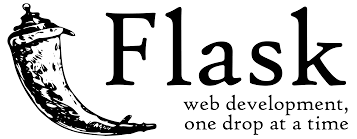 Flask
web development,
one drop at a time